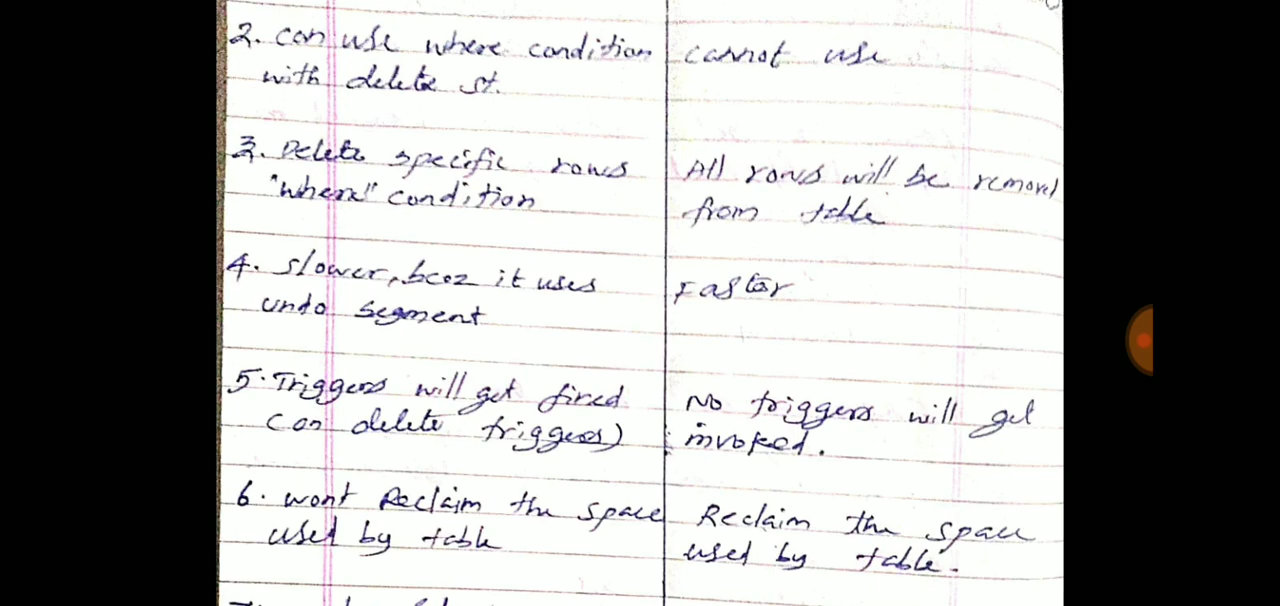 2. can use where condition
with delete st.
cannot use
3. Delete specific rows
"where" condition
All rows will be removed
from table
4. Slower, bcoz it uses
undo segment
Faster
5. Triggers will get fired
(on delete triggers)
No triggers will get
invoked.
6. wont Reclaim the space
used by table
Reclaim the space
used by table.